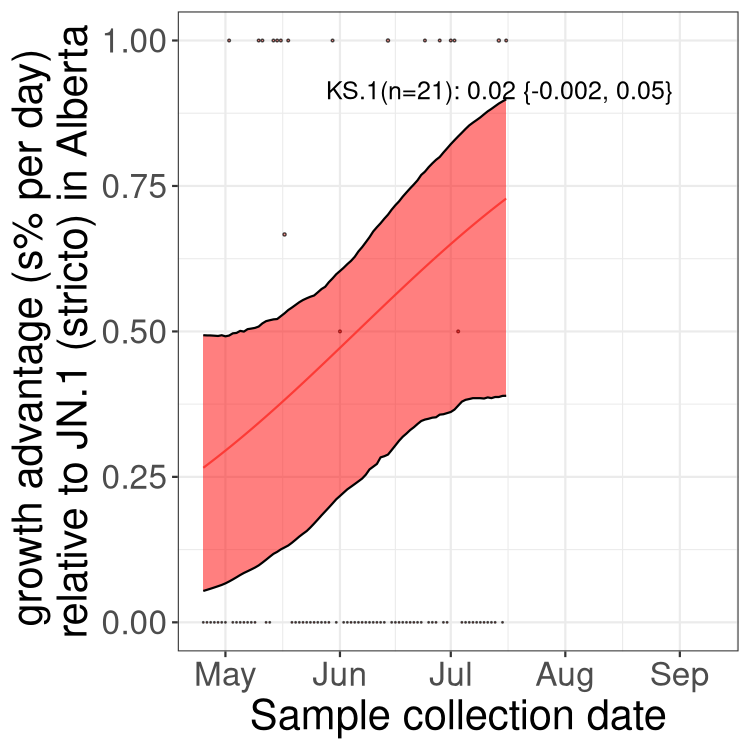 growth advantage (s% per day)
relative to JN.1 (stricto) in Alberta
1.00
0.75
0.50
0.25
0.00
KS.1(n=21): 0.02 {-0.002, 0.05}
May Jun Jul Aug Sep
Sample collection date